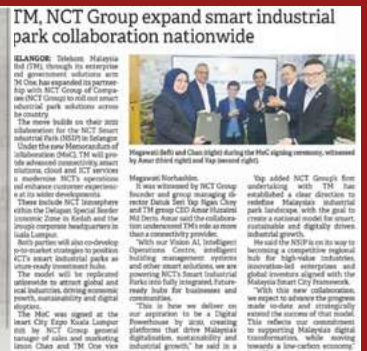 TM, NCT Group expand smart industrial
park collaboration nationwide
SELANGOR: Telekom Malaysia
Bhd (TM), through its enterprise
and government solutions arm
TM One, has expanded its partner-
ship with NCT Group of Compa-
nies (NCT Group) to roll out smart
industrial park solutions across
the country.
The move builds on their 2022
collaboration for the NCT Smart
Industrial Park (NSIP) in Selangor.
Under the new Memorandum of
Collaboration (MoC), TM will pro-
vide advanced connectivity, smart
solutions, cloud and ICT services
to modernise NCT's operations
and enhance customer experienc-
e at its wider developments.
These include NCT InnoSphere
within the Delapan Special Border
Economic Zone in Kedah and the
group's corporate headquarters in
Kuala Lumpur.
Both parties will also co-develop
go-to-market strategies to position
NCT's smart industrial parks as
future-ready investment hubs.
The model will be replicated
nationwide to attract global and
local industries, driving economic
growth, sustainability and digital
adoption.
The MoC was signed at the
Smart City Expo Kuala Lumpur
by NCT Group general
manager of sales and marketing
Simon Chan and TM One vice
Megawati (left) and Chan (right) during the MoC signing ceremony, witnessed
by Amar (third right) and Yap (second right).
Megawati Norhashim.
It was witnessed by NCT Group
founder and group managing di-
rector Datuk Seri Yap Ngan Choy
and TM group CEO Amar Huzaimi
Md Deris. Amar said the collabora-
tion underscored TM's role as more
than a connectivity provider.
"With our Vision AI, Intelligent
Operations Centre, intelligent
building management systems
and other smart solutions, we are
powering NCT's Smart Industrial
Parks into fully integrated, future-
ready hubs for businesses and
communities.
"This is how we deliver on
our aspiration to be a Digital
Powerhouse by 2030, creating
platforms that drive Malaysia's
digitalisation, sustainability and
industrial growth," he said in a
Yap added NCT Group's first
undertaking with TM has
established a clear direction to
redefine Malaysia's industrial
park landscape, with the goal to
create a national model for smart,
sustainable and digitally driven
industrial growth.
He said the NSIP is on its way to
becoming a competitive regional
hub for high-value industries,
innovation-led enterprises and
global investors aligned with the
Malaysia Smart City Framework.
"With this new collaboration,
we expect to advance the progress
made to-date and strategically
extend the success of that model.
This reflects our commitment
to supporting Malaysia's digital
transformation, while moving
towards a low-carbon economy,"